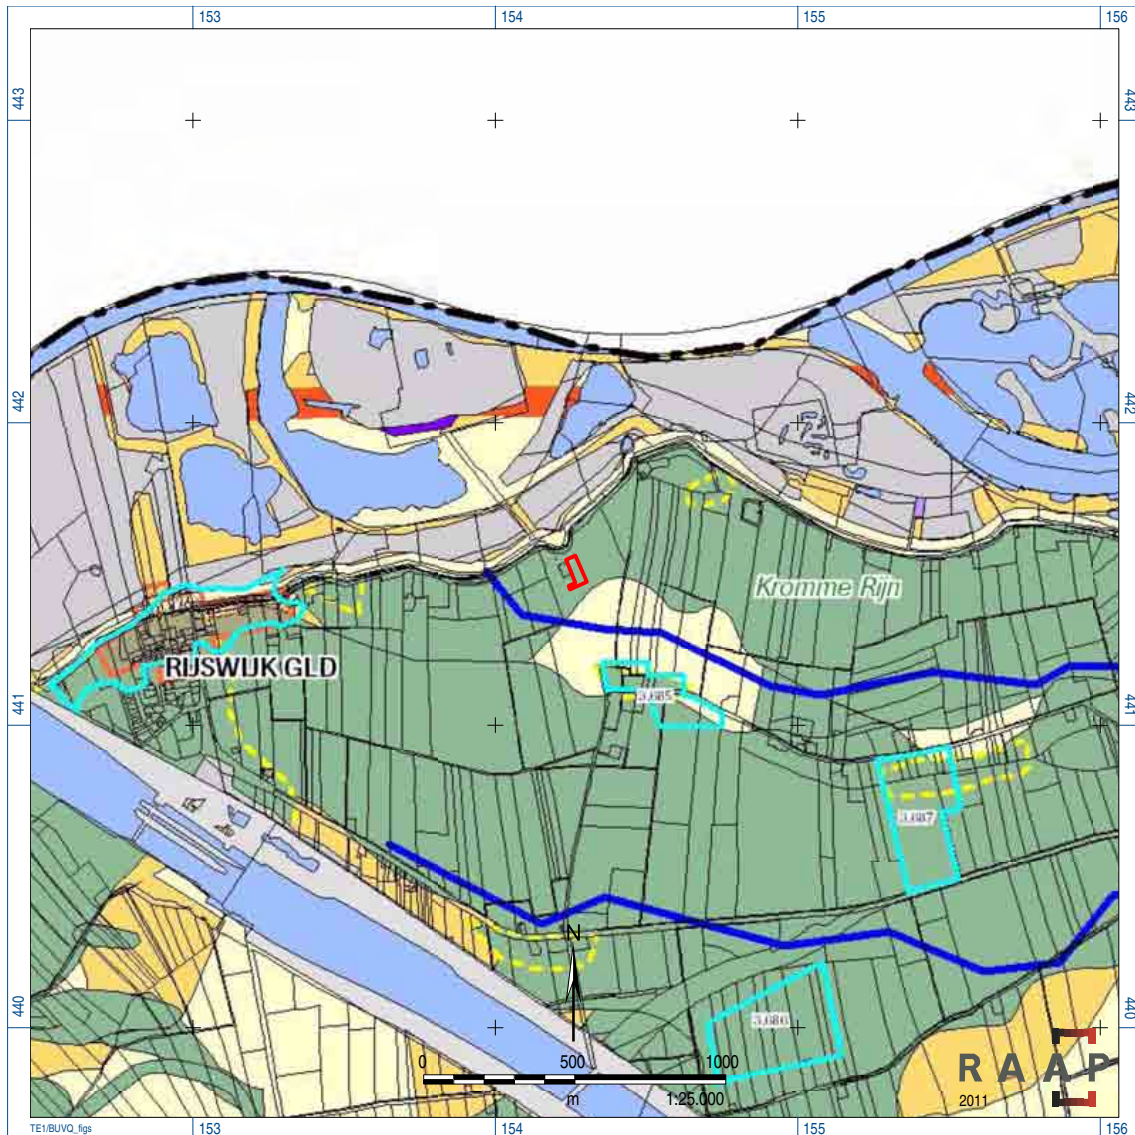 153 154 155 156
443 443
442 442
Kromme Rijn
RIJSWIJK GLD
3.685
441 441
3.687
N
3.686
440 440
0 500 1000
m 1:25.000
RAAP
2011
153 154 155 156
TE1/BUVQ_figs